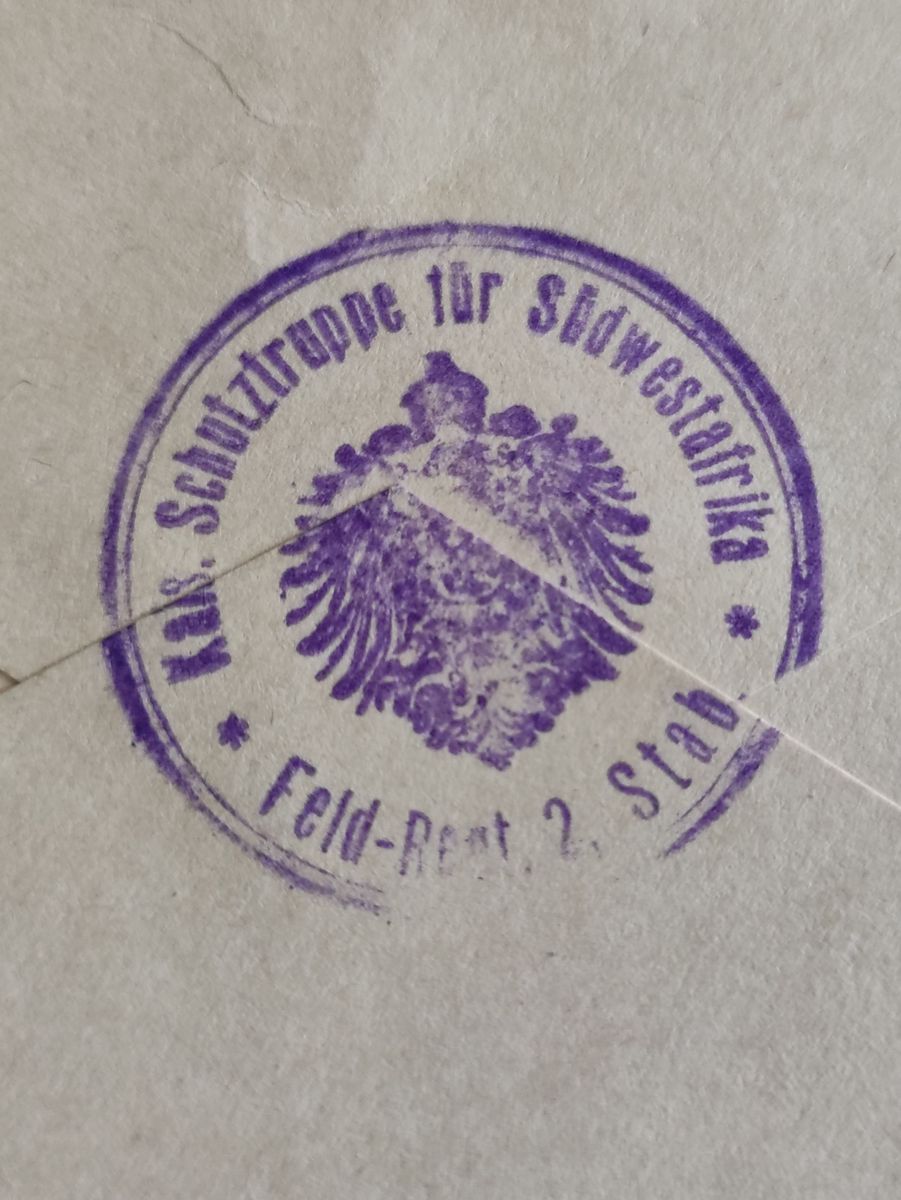 Kais. Schutztruppe für Südwestafrika
* Feld-Regt. 2. Stab. *